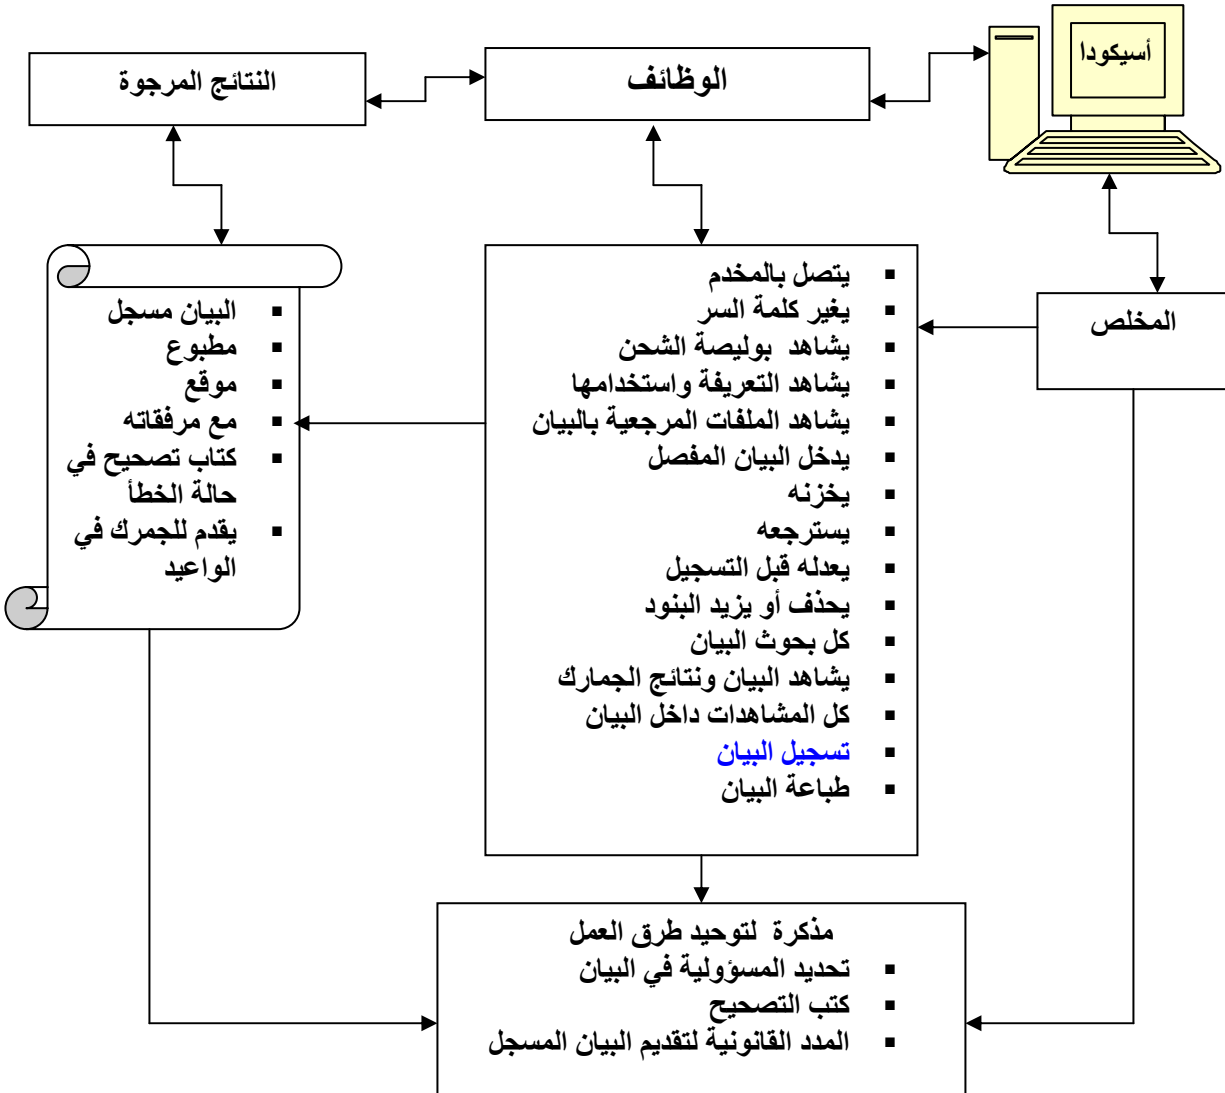 أسيكودا
الوظائف
النتائج المرجوة
المخلص
يتصل بالمخدم
يغير كلمة السر
يشاهد بوليصة الشحن
يشاهد التعريفة واستخدامها
يشاهد الملفات المرجعية بالبيان
يدخل البيان المفصل
يخزنه
يسترجعه
يعدله قبل التسجيل
يحذف أو يزيد البنود
كل بحوث البيان
يشاهد البيان ونتائج الجمارك
كل المشاهدات داخل البيان
تسجيل البيان
طباعة البيان
البيان مسجل
مطبوع
موقع
مع مرفقاته
كتاب تصحيح في
حالة الخطأ
يقدم للجمرك في
الواعيد
مذكرة لتوحيد طرق العمل
تحديد المسؤولية في البيان
كتب التصحيح
المدد القانونية لتقديم البيان المسجل